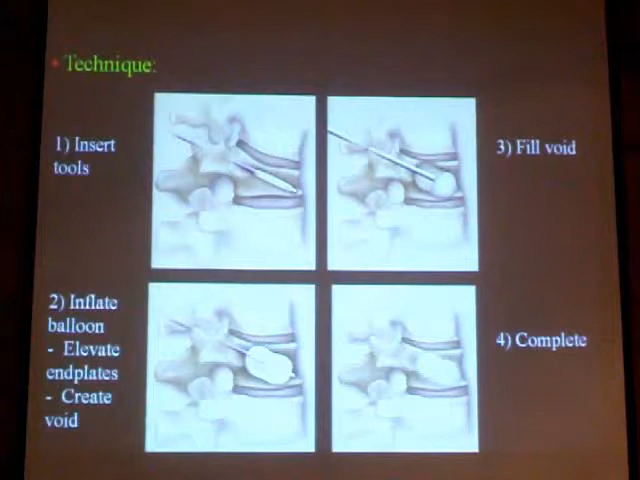 • Technique:
1) Insert
tools
2) Inflate
balloon
- Elevate
endplates
- Create
void
3) Fill void
4) Complete